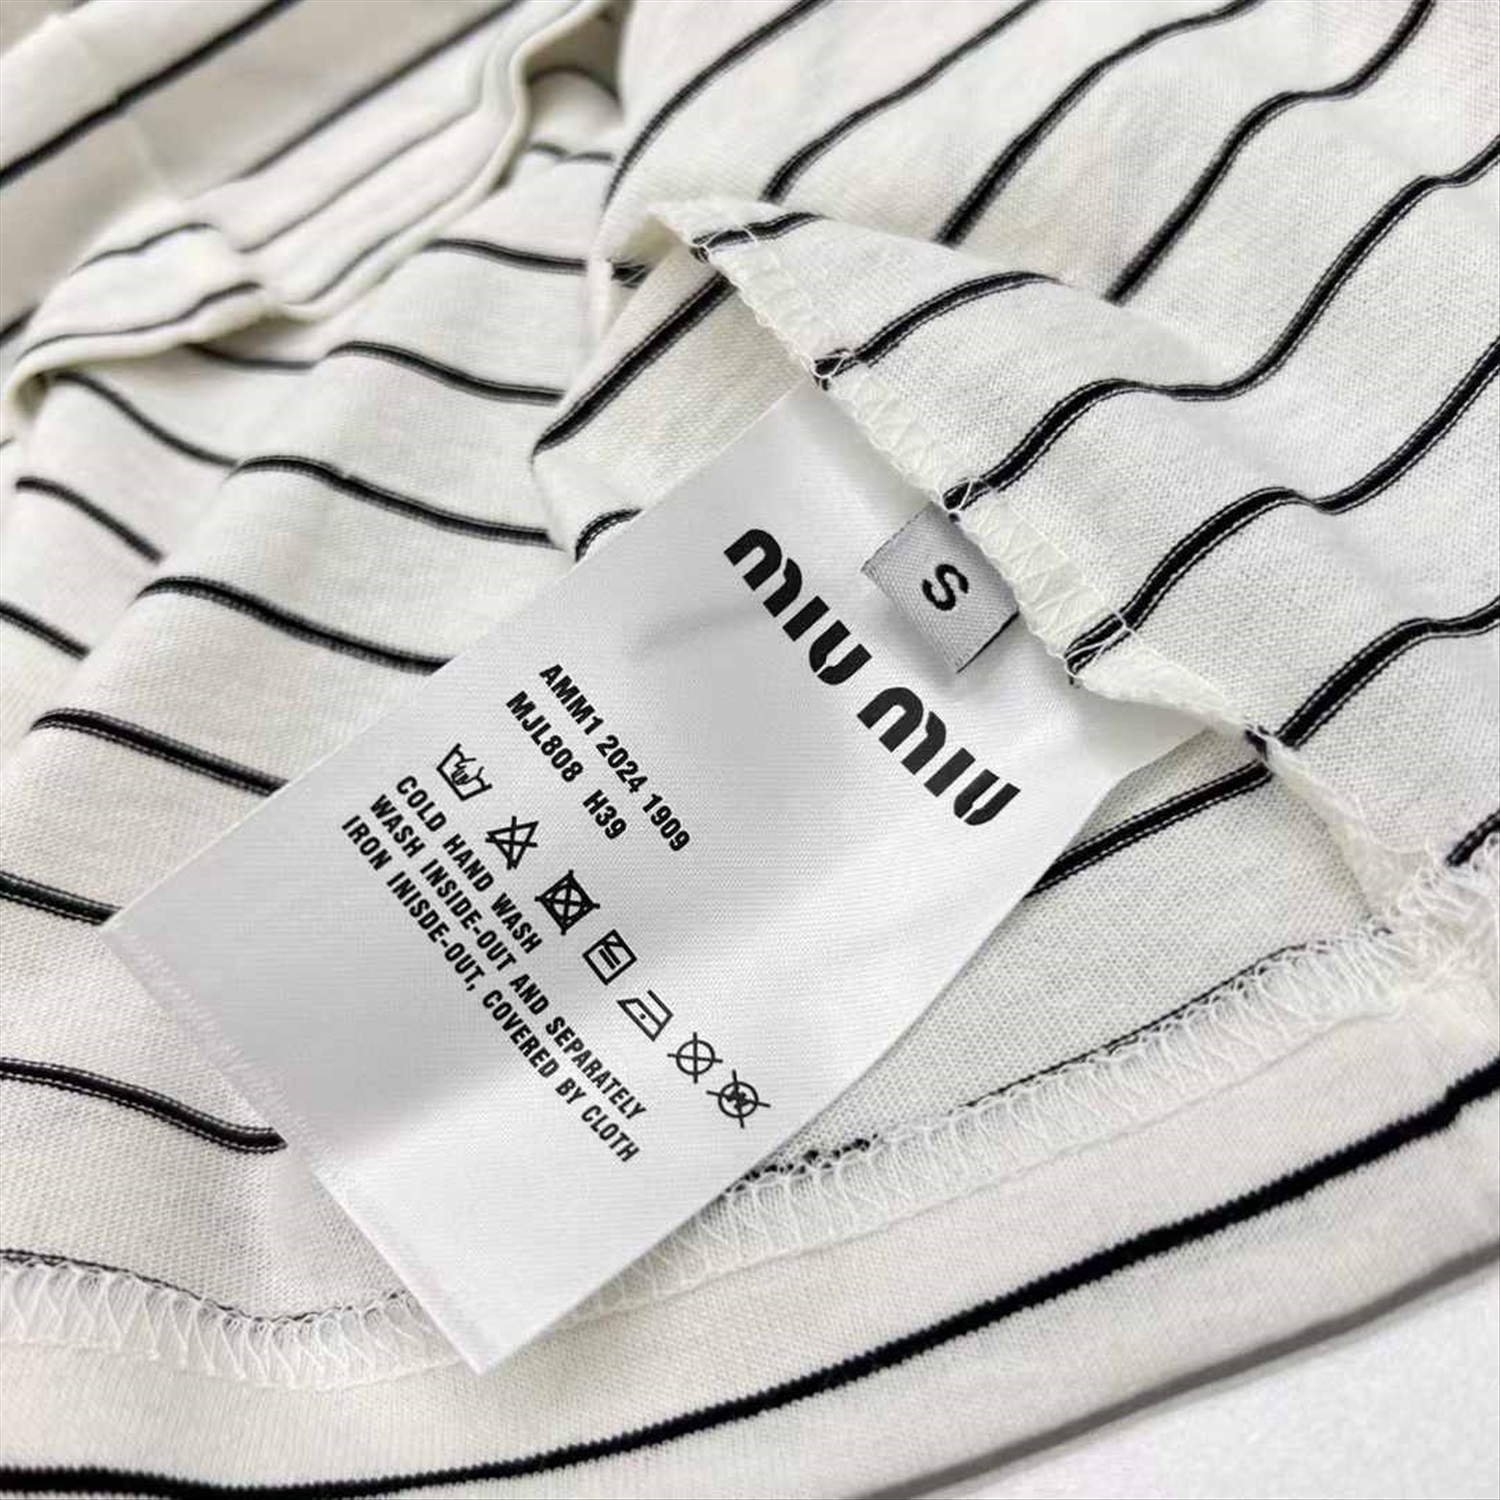 miu miu
S
AMM1 2024 1909
MJL808 H39
COLD HAND WASH
WASH INSIDE-OUT AND SEPARATELY
IRON INISDE-OUT, COVERED BY CLOTH